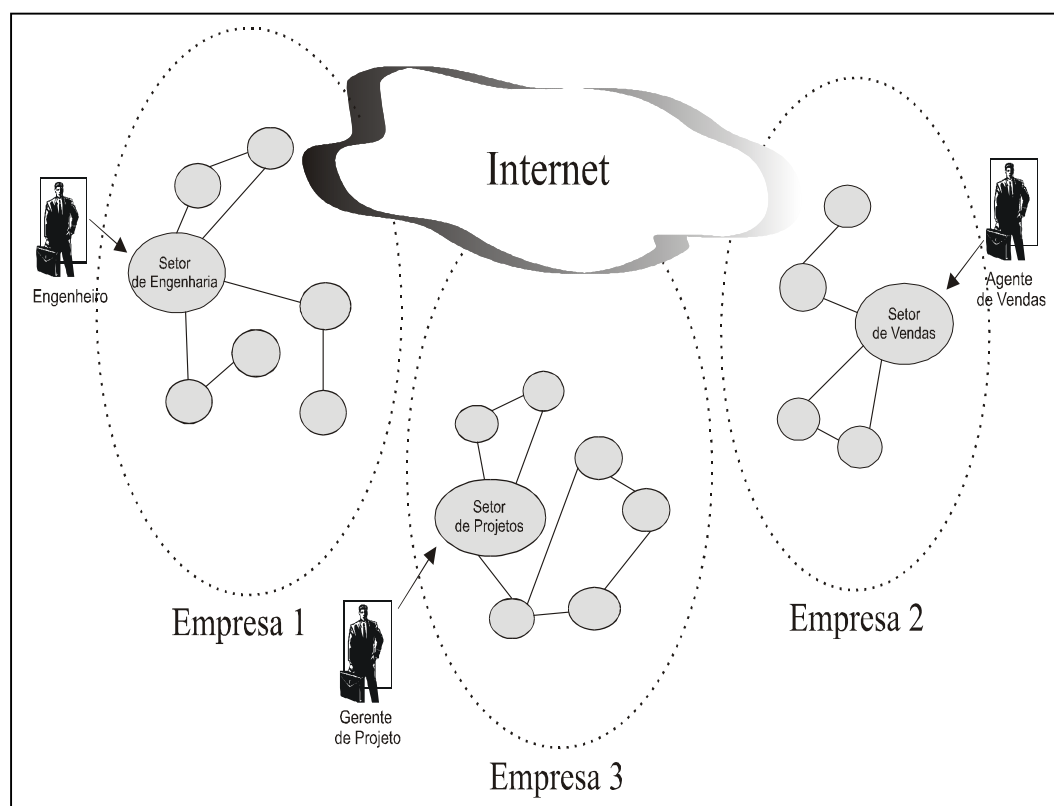 Internet
Setor
de Engenharia
Engenheiro
Empresa 1
Setor
de Vendas
Agente
de Vendas
Empresa 2
Setor
de Projetos
Gerente
de Projeto
Empresa 3